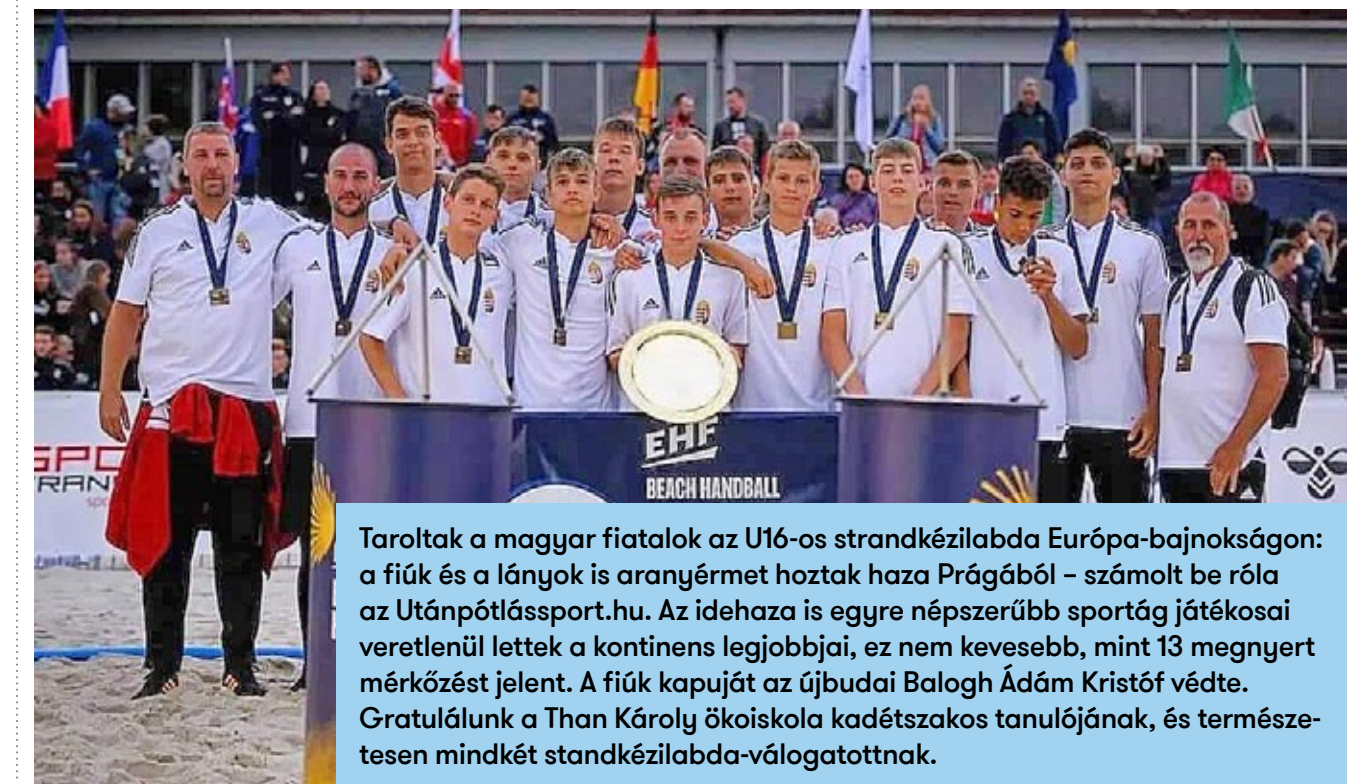 SPO
TRAN
EHF
BEACH HANDBALL
Taroltak a magyar fiatalok az U16-os strandkézilabda Európa-bajnokságon:
a fiúk és a lányok is aranyérmet hoztak haza Prágából – számolt be róla
az Utánpótlássport.hu. Az idehaza is egyre népszerűbb sportág játékosai
veretlenül lettek a kontinens legjobbjai, ez nem kevesebb, mint 13 megnyert
mérkőzést jelent. A fiúk kapuját az újbudai Balogh Ádám Kristóf védte.
Gratulálunk a Than Károly ökoiskola kadétszakos tanulójának, és természe-
tesen mindkét standkézilabda-válogatottnak.